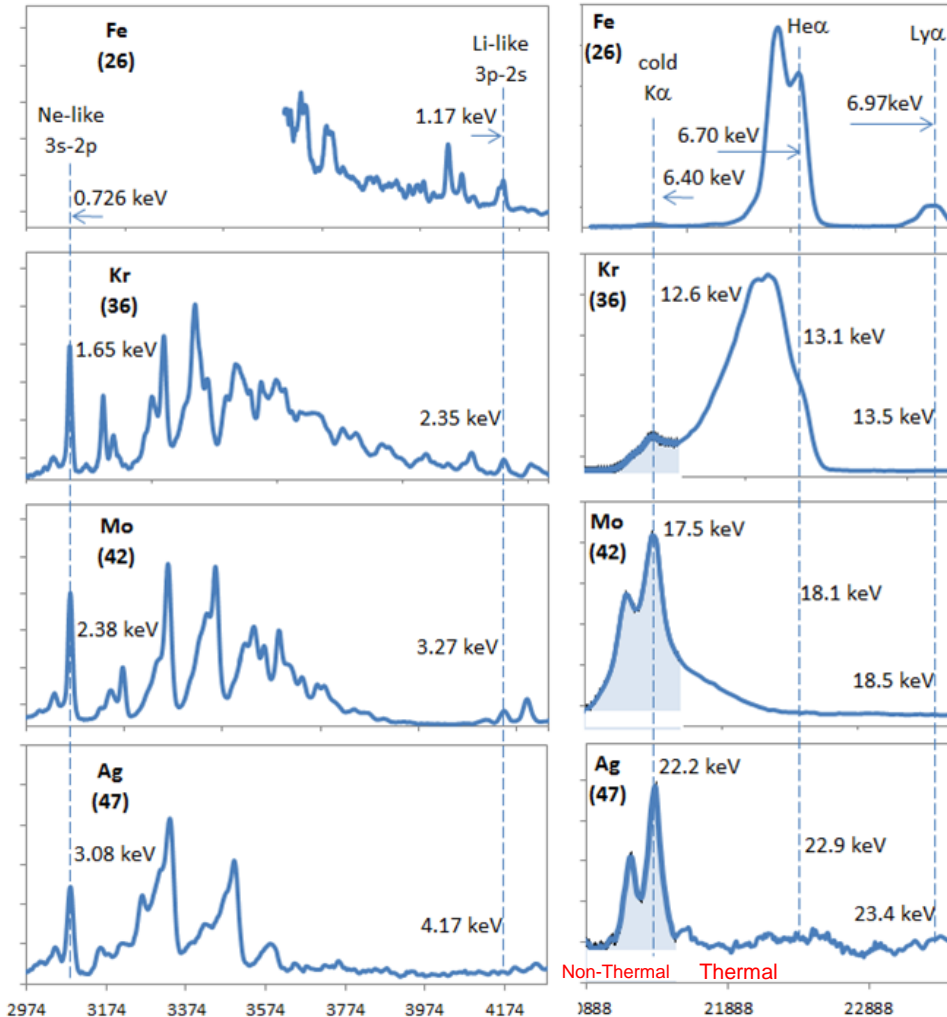 Fe
(26)
Ne-like
3s-2p
0.726 keV
Li-like
3p-2s
1.17 keV
Fe
(26)
cold
Kα
Heα
Lyα
6.97keV
6.70 keV
6.40 keV
Kr
(36)
1.65 keV
2.35 keV
Kr
(36)
12.6 keV
13.1 keV
13.5 keV
Mo
(42)
2.38 keV
3.27 keV
Mo
(42)
17.5 keV
18.1 keV
18.5 keV
Ag
(47)
3.08 keV
4.17 keV
Ag
(47)
22.2 keV
22.9 keV
23.4 keV
Non-Thermal Thermal
2974 3174 3374 3574 3774 3974 4174
0888 21888 22888